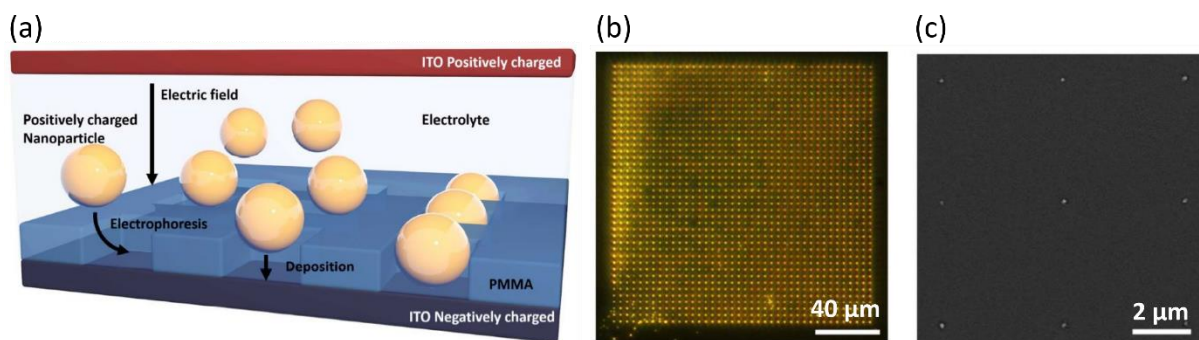 (a)
ITO Positively charged
Electric field
Positively charged
Nanoparticle
Electrolyte
Electrophoresis
Deposition
PMMA
ITO Negatively charged
(b)
40 µm
(c)
2 µm